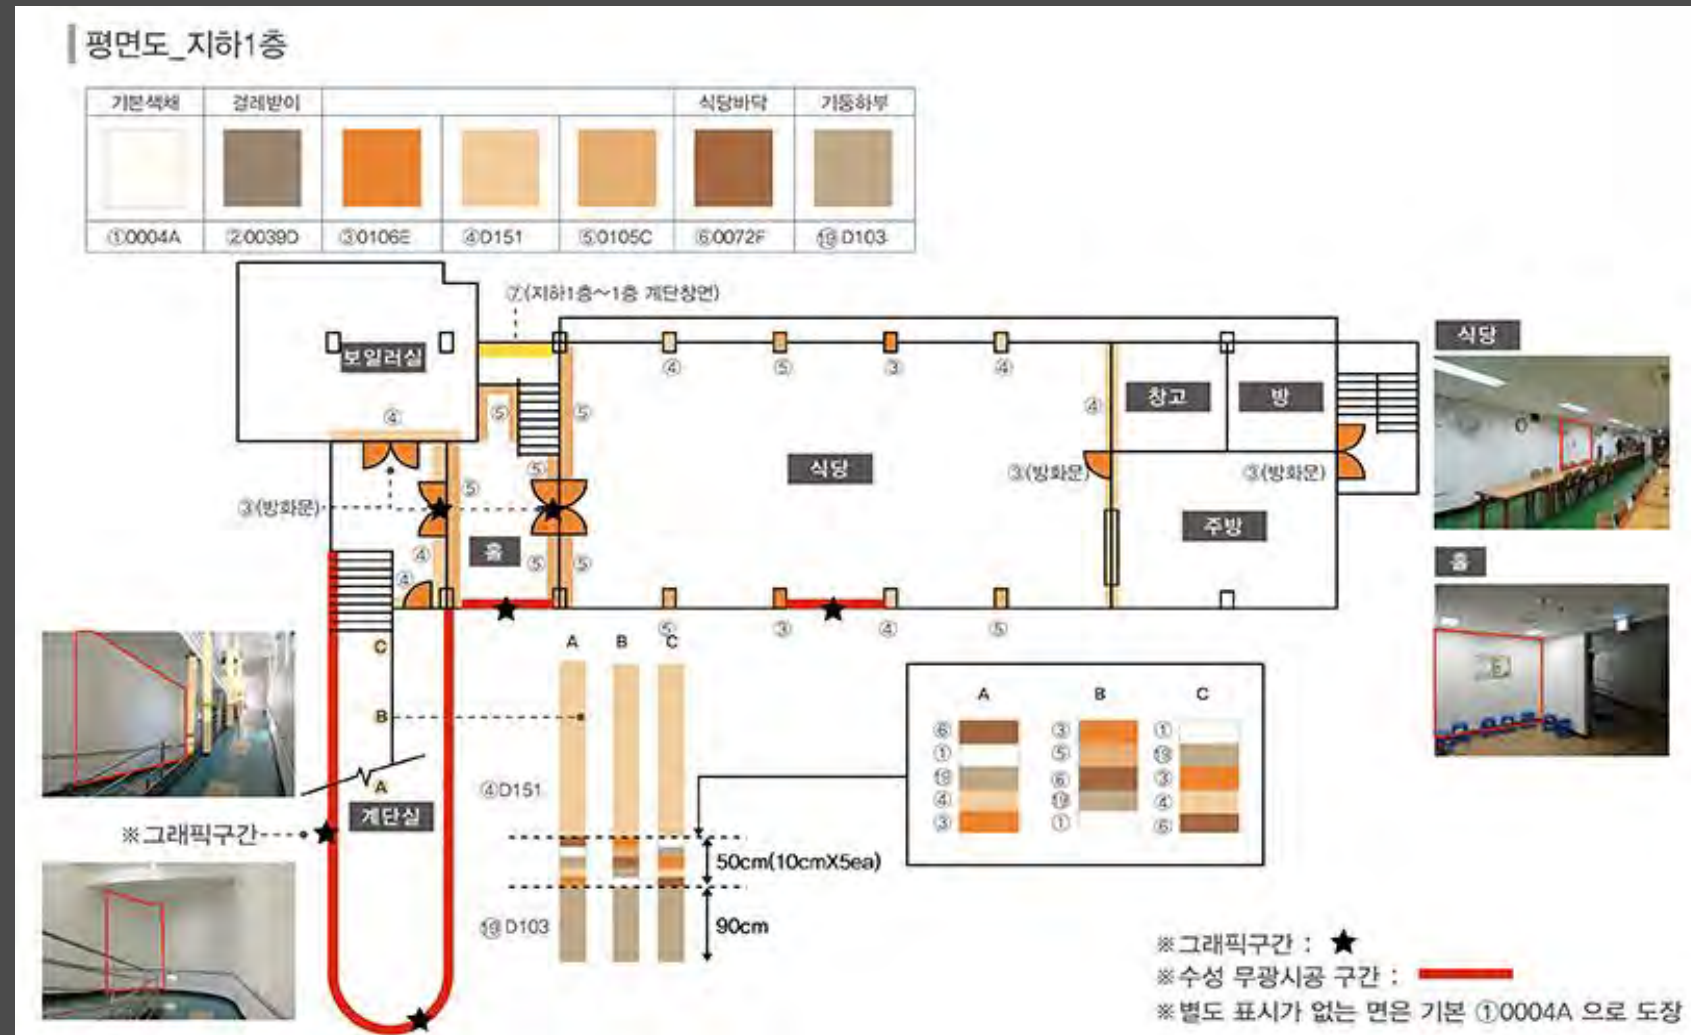 평면도_지하1층
기본색채 걸레받이 식당바닥 기둥하부
①0004A ②0039D ③0106E ④D151 ⑤0105C ⑥0072F ⑲D103
⑦(지하1층~1층 계단창면)
보일러실
④ ⑤ ③ ④
식당
④ ⑤ ⑤ ④ 창고 방
⑤ 식당 ③(방화문) ③(방화문)
⑤
③(방화문)
주방
홀
④ ⑤ ⑤
④
홀
⑤ ③ ④ ⑤
A B C
C
B
A
계단실
※그래픽구간
④D151
50cm(10cmX5ea)
⑲D103
90cm
A B C
⑥ ③ ①
① ⑤ ⑲
⑲ ⑥ ③
④ ⑲ ④
③ ① ⑥
※그래픽구간 : ★
※수성 무광시공 구간 :
※별도 표시가 없는 면은 기본 ①0004A 으로 도장